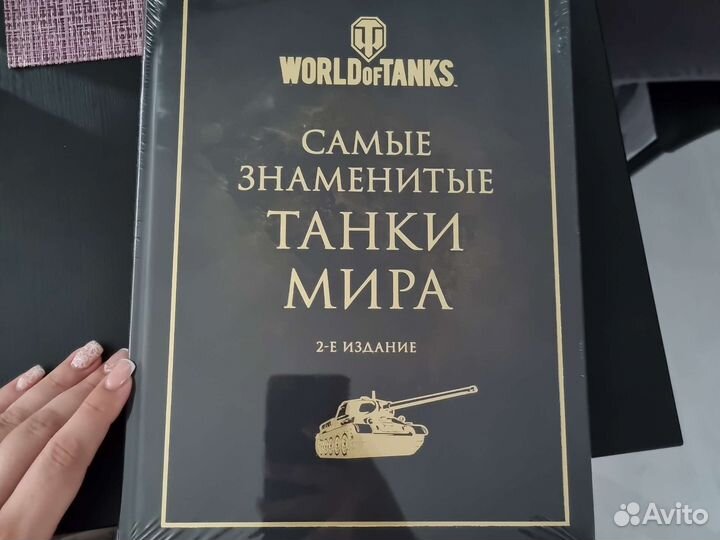 WORLD OF TANKS
САМЫЕ
ЗНАМЕНИТЫЕ
ТАНКИ
МИРА
2-Е ИЗДАНИЕ
Avito